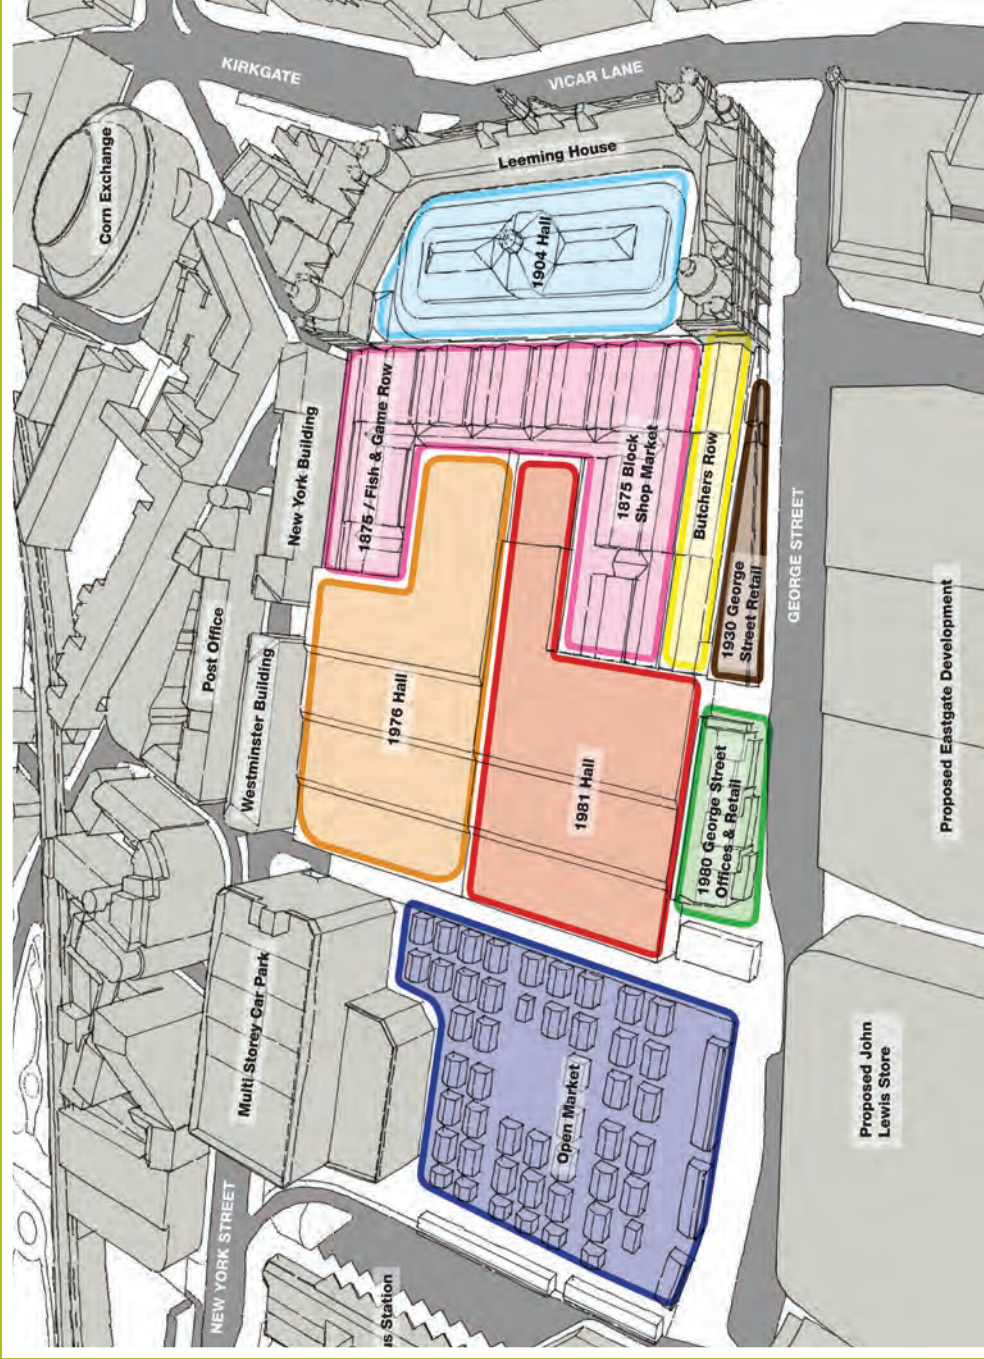 KIRKGATE
VICAR LANE
Corn Exchange
Leeming House
1904 Hall
New York Building
1875 / Fish & Game Row
1875 Block
Shop Market
Butchers Row
GEORGE STREET
1930 George
Street Retail
Post Office
Westminster Building
1976 Hall
1981 Hall
1980 George Street
Offices & Retail
Proposed Eastgate Development
Multi Storey Car Park
Open Market
Proposed John
Lewis Store
NEW YORK STREET
us Station